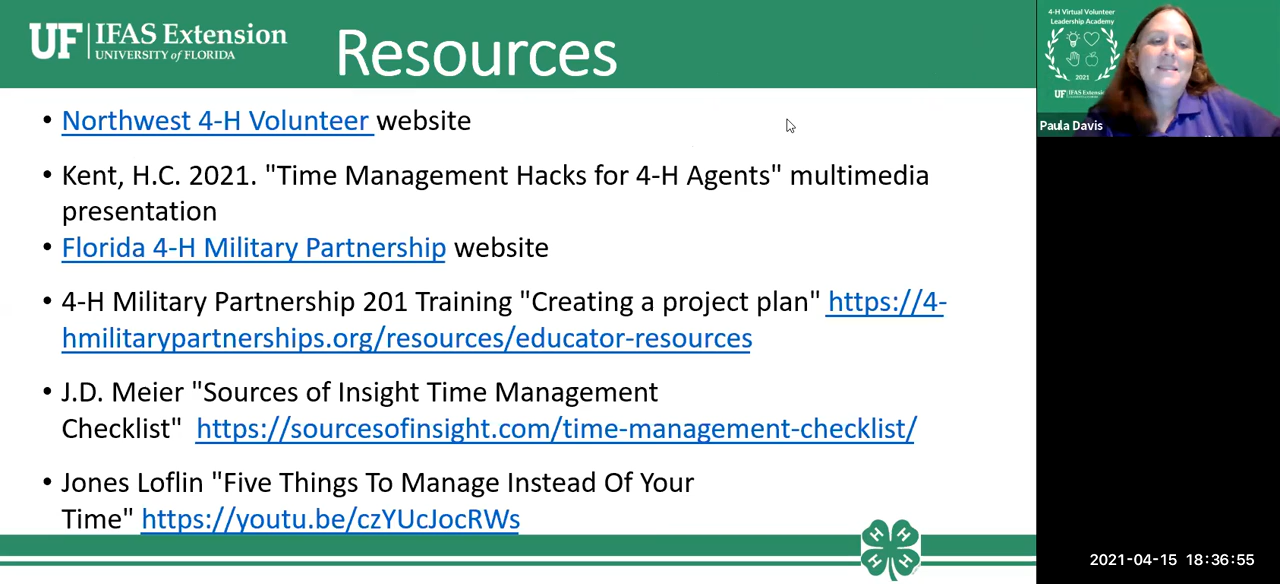 UF | IFAS Extension
UNIVERSITY of FLORIDA
Resources
• Northwest 4-H Volunteer website
• Kent, H.C. 2021. "Time Management Hacks for 4-H Agents" multimedia
presentation
• Florida 4-H Military Partnership website
• 4-H Military Partnership 201 Training "Creating a project plan" https://4-
hmilitarypartnerships.org/resources/educator-resources
• J.D. Meier "Sources of Insight Time Management
Checklist" https://sourcesofinsight.com/time-management-checklist/
• Jones Loflin "Five Things To Manage Instead Of Your
Time" https://youtu.be/czYUcJocRWs
H H
H H
4-H Virtual Volunteer
Leadership Academy
2021
UF IFAS Extens
Paula Davis
2021-04-15 18:36:55